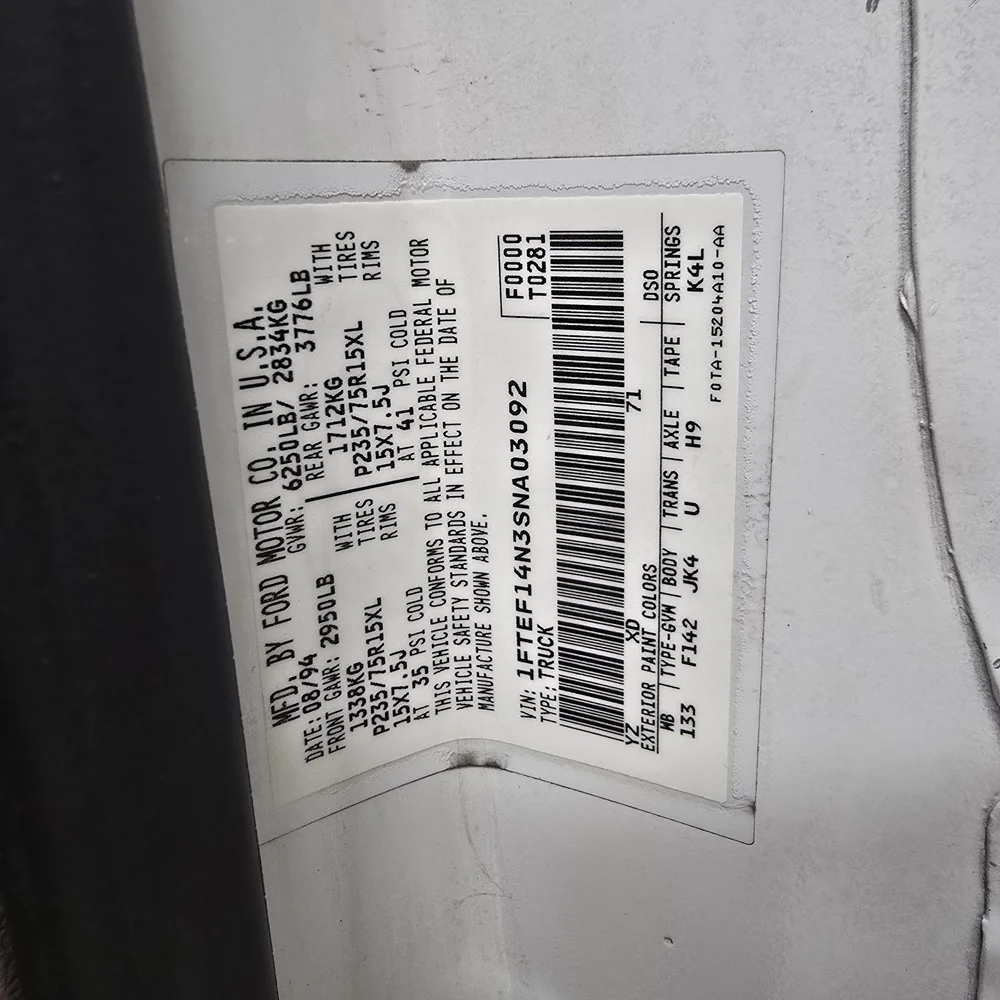 MFD. BY FORD MOTOR CO. IN U.S.A.
DATE: 08/94 GVWR: 6250LB/ 2834KG
FRONT GAWR: 2950LB REAR GAWR: 3776LB
1338KG WITH 1712KG WITH
P235/75R15XL TIRES P235/75R15XL TIRES
15X7.5J RIMS 15X7.5J RIMS
AT 35 PSI COLD AT 41 PSI COLD
THIS VEHICLE CONFORMS TO ALL APPLICABLE FEDERAL MOTOR
VEHICLE SAFETY STANDARDS IN EFFECT ON THE DATE OF
MANUFACTURE SHOWN ABOVE.
F0000
VIN: 1FTEF14N3SNA03092
T0281
TYPE: TRUCK
YZ XD 71
EXTERIOR PAINT COLORS DSO
WB TYPE-GVW BODY TRANS AXLE TAPE SPRINGS
133 F142 JK4 U H9 K4L
F0TA-15204A10-AA